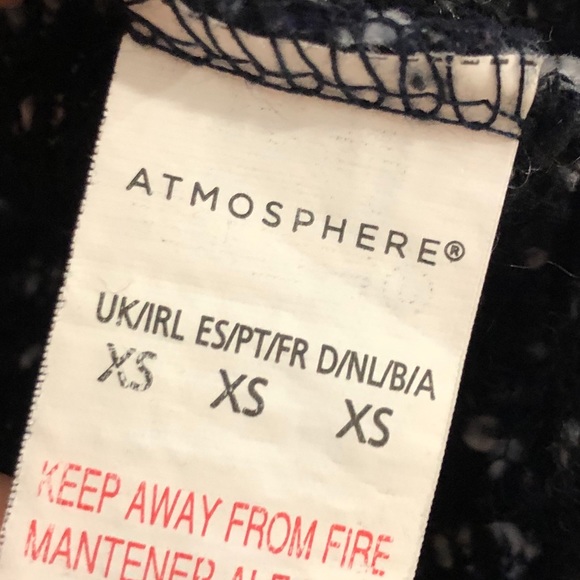 ATMOSPHERE®
UK/IRL ES/PT/FR D/NL/B/A
XS XS XS
KEEP AWAY FROM FIRE
MANTENER